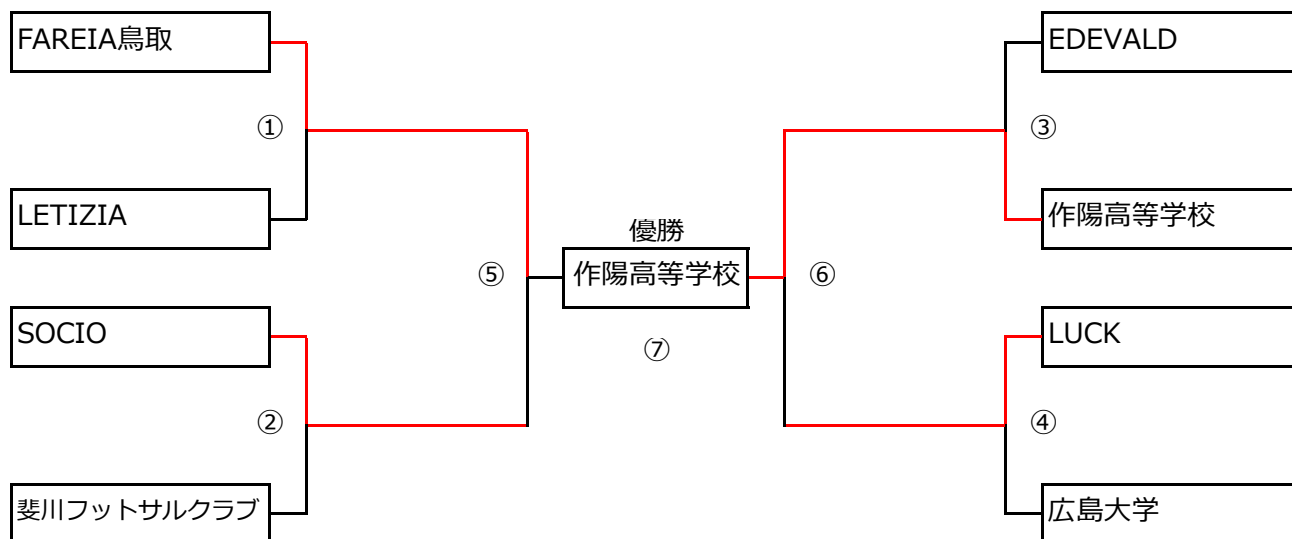 FAREIA鳥取
EDEVALD
①
③
LETIZIA
作陽高等学校
優勝
⑤
作陽高等学校
⑥
SOCIO
LUCK
⑦
②
④
斐川フットサルクラブ
広島大学